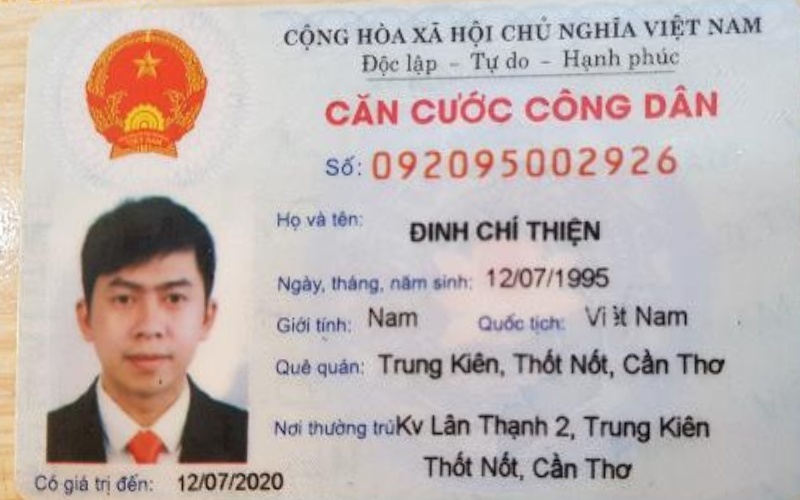 CỘNG HÒA XÃ HỘI CHỦ NGHĨA VIỆT NAM
Độc lập - Tự do - Hạnh phúc
CĂN CƯỚC CÔNG DÂN
Số: 092095002926
Họ và tên: ĐINH CHÍ THIỆN
Ngày, tháng, năm sinh: 12/07/1995
Giới tính: Nam Quốc tịch: Việt Nam
Quê quán: Trung Kiên, Thốt Nốt, Cần Thơ
Nơi thường trú: Kv Lân Thạnh 2, Trung Kiên
Thốt Nốt, Cần Thơ
Có giá trị đến: 12/07/2020